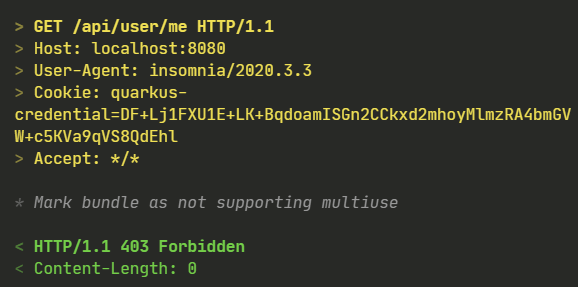 > GET /api/user/me HTTP/1.1
> Host: localhost:8080
> User-Agent: insomnia/2020.3.3
> Cookie: quarkus-
credential=DF+Lj1FXU1E+LK+BqdoamISGn2CCkxd2mhoyMlmzRA4bmGV
W+c5KVa9qVS8QdEhl
> Accept: */*
* Mark bundle as not supporting multiuse
< HTTP/1.1 403 Forbidden
< Content-Length: 0